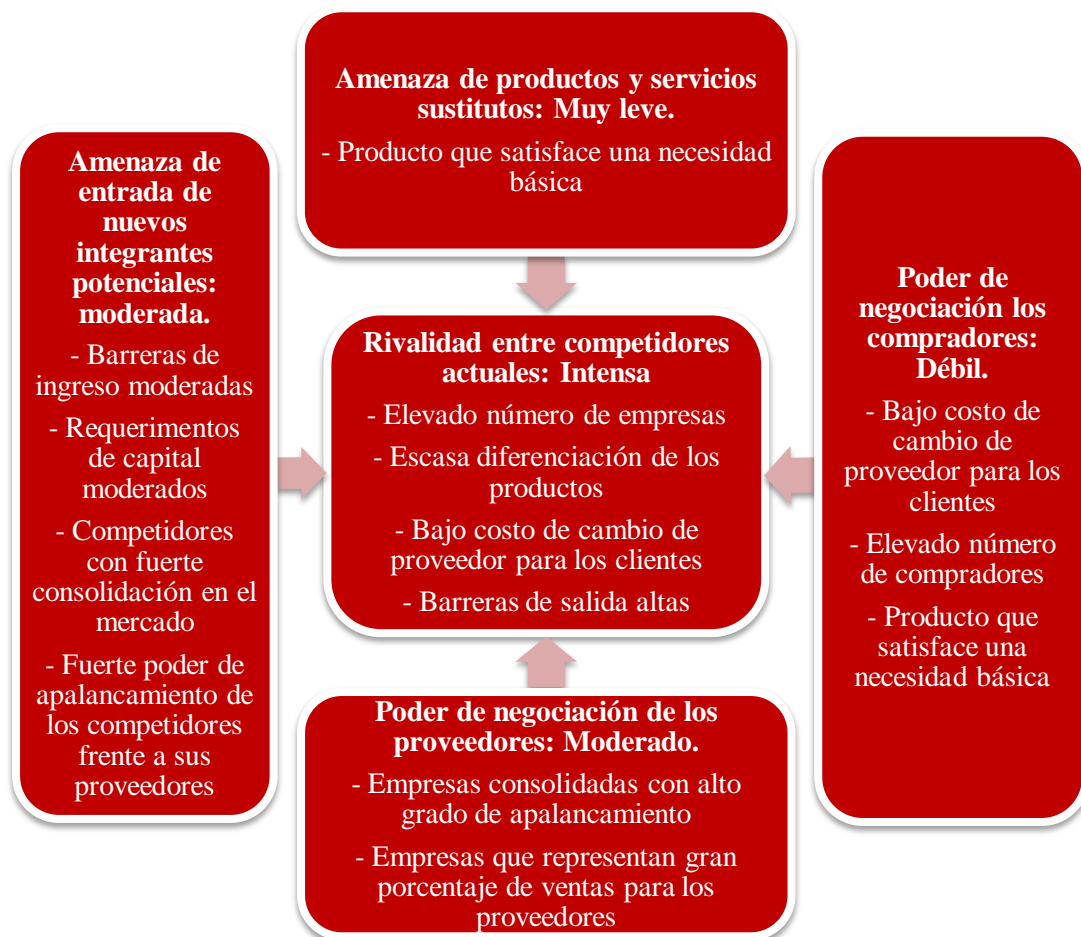 Amenaza de productos y servicios
sustitutos: Muy leve.
- Producto que satisface una necesidad
básica
Amenaza de
entrada de
nuevos
integrantes
potenciales:
moderada.
- Barreras de
ingreso moderadas
- Requerimentos
de capital
moderados
- Competidores
con fuerte
consolidación en el
mercado
- Fuerte poder de
apalancamiento de
los competidores
frente a sus
proveedores
Rivalidad entre competidores
actuales: Intensa
- Elevado número de empresas
- Escasa diferenciación de los
productos
- Bajo costo de cambio de
proveedor para los clientes
- Barreras de salida altas
Poder de
negociación los
compradores:
Débil.
- Bajo costo de
cambio de
proveedor para los
clientes
- Elevado número
de compradores
- Producto que
satisface una
necesidad básica
Poder de negociación de los
proveedores: Moderado.
- Empresas consolidadas con alto
grado de apalancamiento
- Empresas que representan gran
porcentaje de ventas para los
proveedores